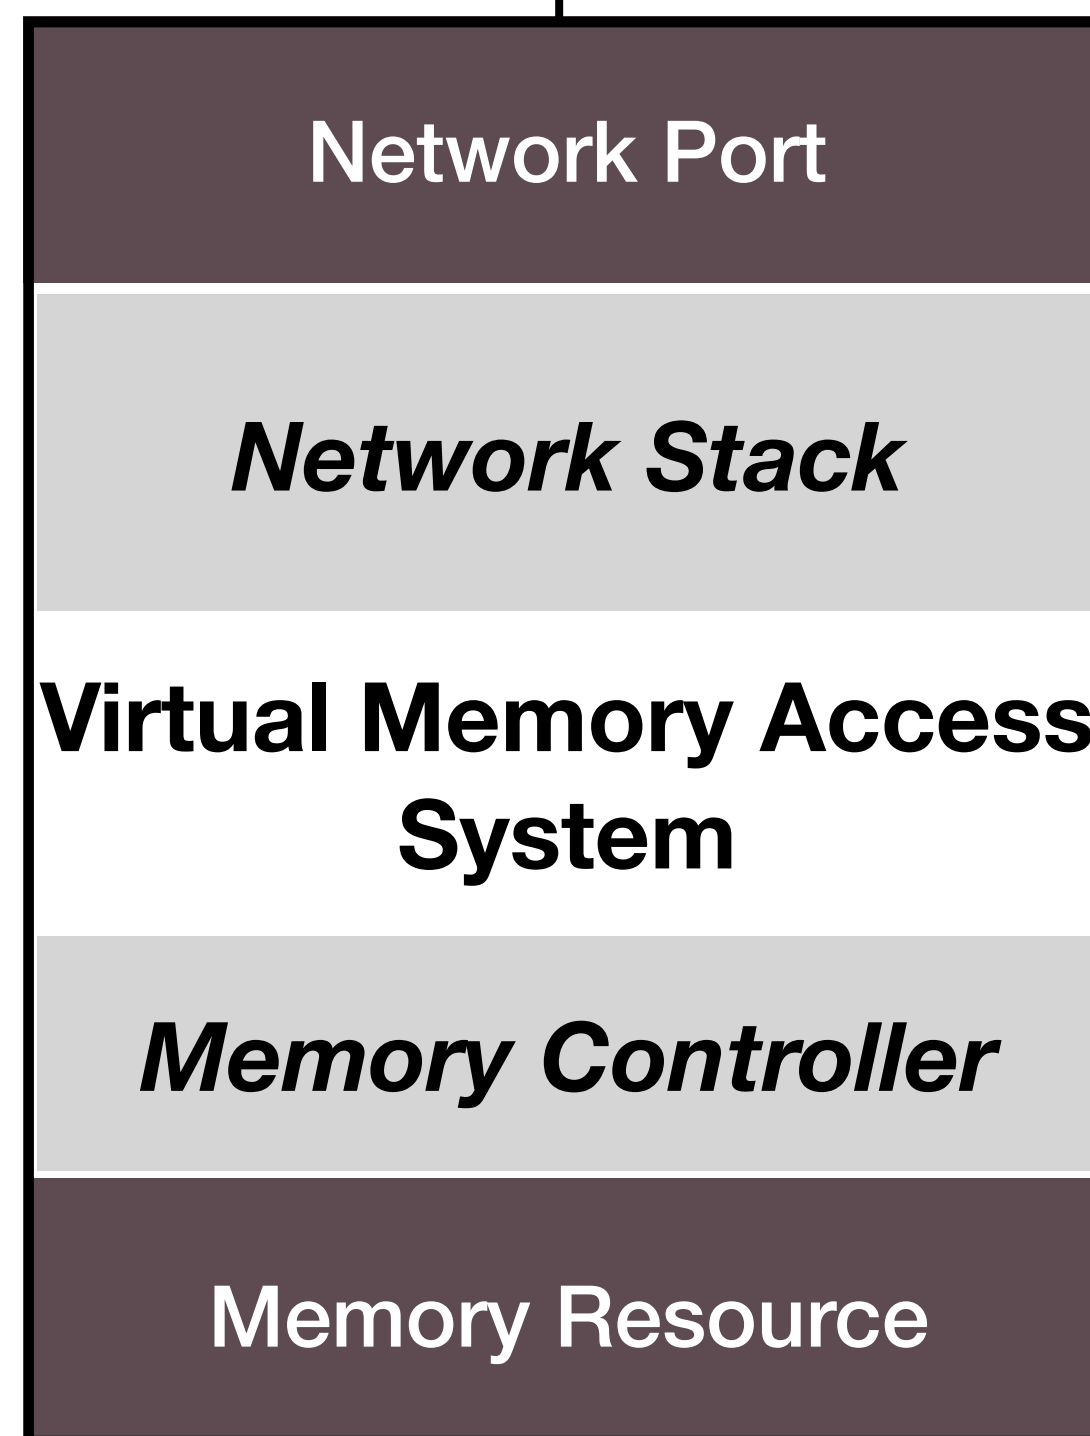 Network Port
Network Stack
Virtual Memory Access
System
Memory Controller
Memory Resource